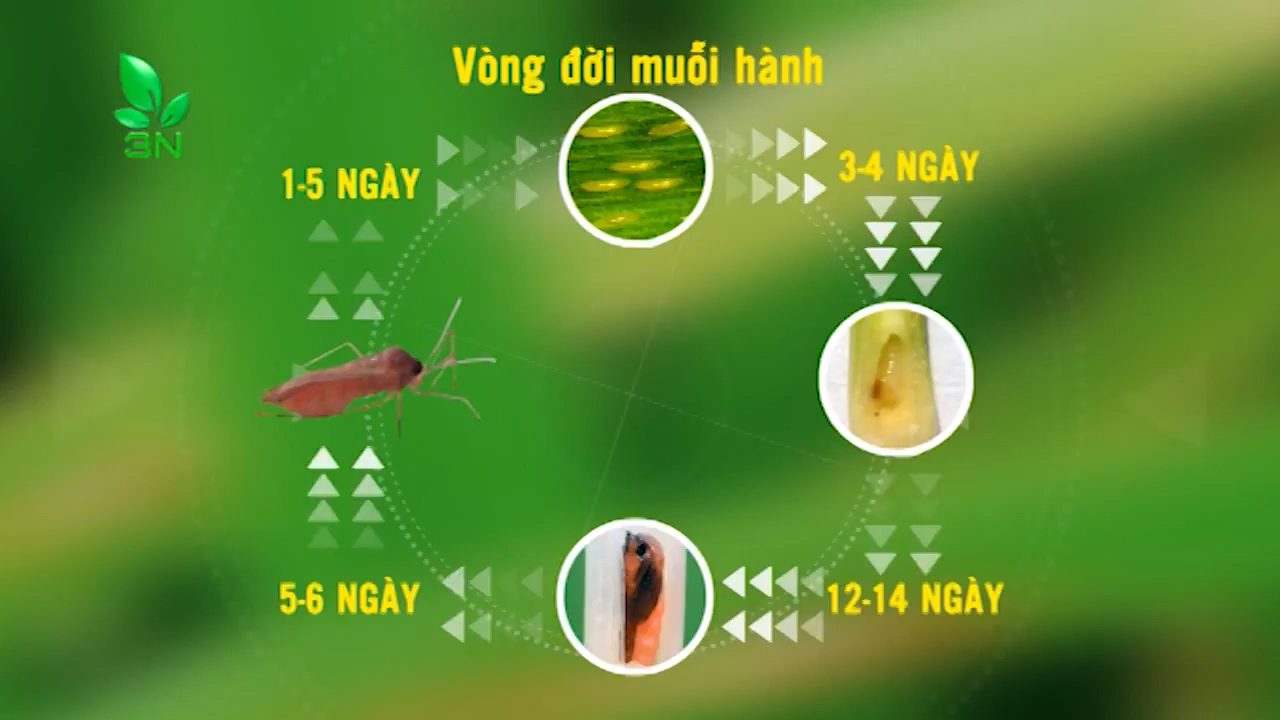 Vòng đời muỗi hành
3N
1-5 NGÀY
3-4 NGÀY
5-6 NGÀY
12-14 NGÀY